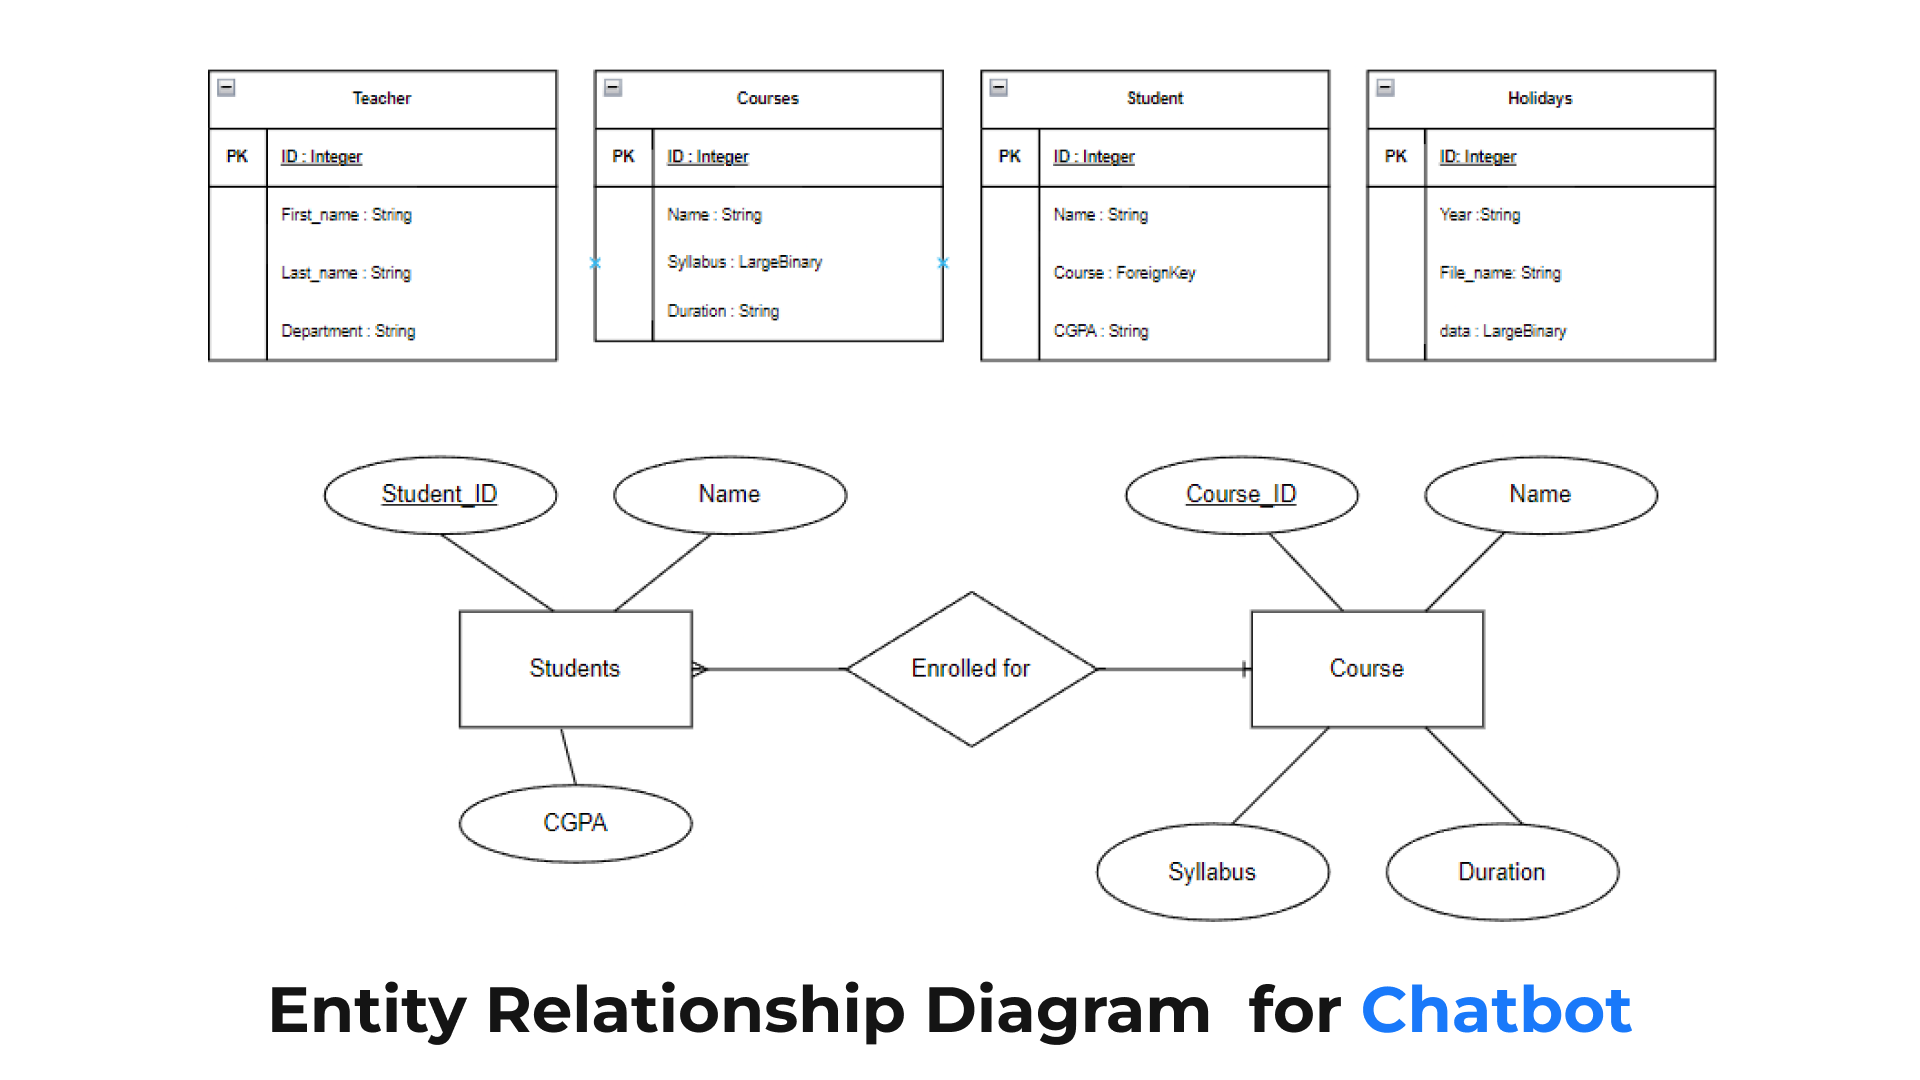 Teacher
PK ID : Integer
First_name : String
Last_name : String
Department : String
Courses
PK ID : Integer
Name : String
Syllabus : LargeBinary
Duration : String
Student
PK ID : Integer
Name : String
Course : ForeignKey
CGPA : String
Holidays
PK ID: Integer
Year :String
File_name: String
data : LargeBinary
Student_ID
Name
Course_ID
Name
Students
Enrolled for
Course
CGPA
Syllabus
Duration
Entity Relationship Diagram for Chatbot